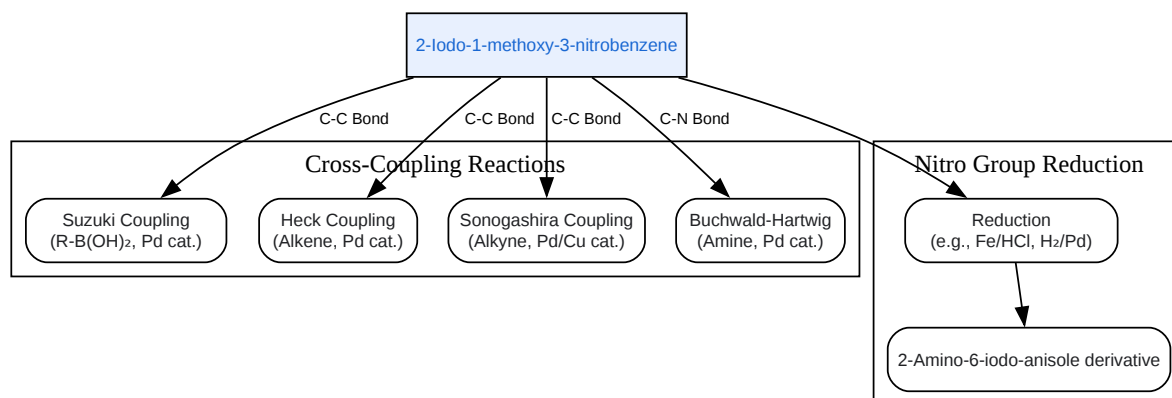 2-Iodo-1-methoxy-3-nitrobenzene
C-C Bond
C-C Bond
C-C Bond
C-N Bond
Cross-Coupling Reactions
Nitro Group Reduction
Suzuki Coupling
(R-B(OH)₂, Pd cat.)
Heck Coupling
(Alkene, Pd cat.)
Sonogashira Coupling
(Alkyne, Pd/Cu cat.)
Buchwald-Hartwig
(Amine, Pd cat.)
Reduction
(e.g., Fe/HCl, H₂/Pd)
2-Amino-6-iodo-anisole derivative